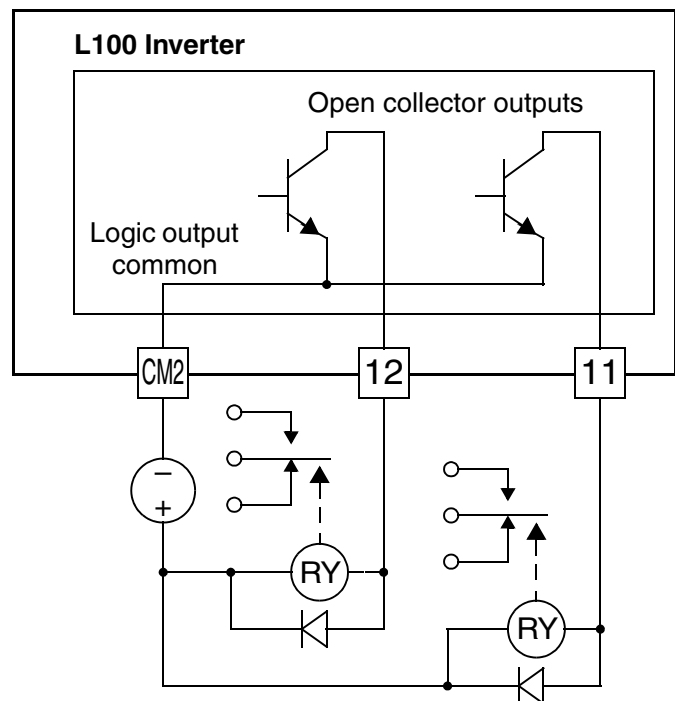 L100 Inverter
Open collector outputs
Logic output
common
CM2
12
11
–
+
RY
RY